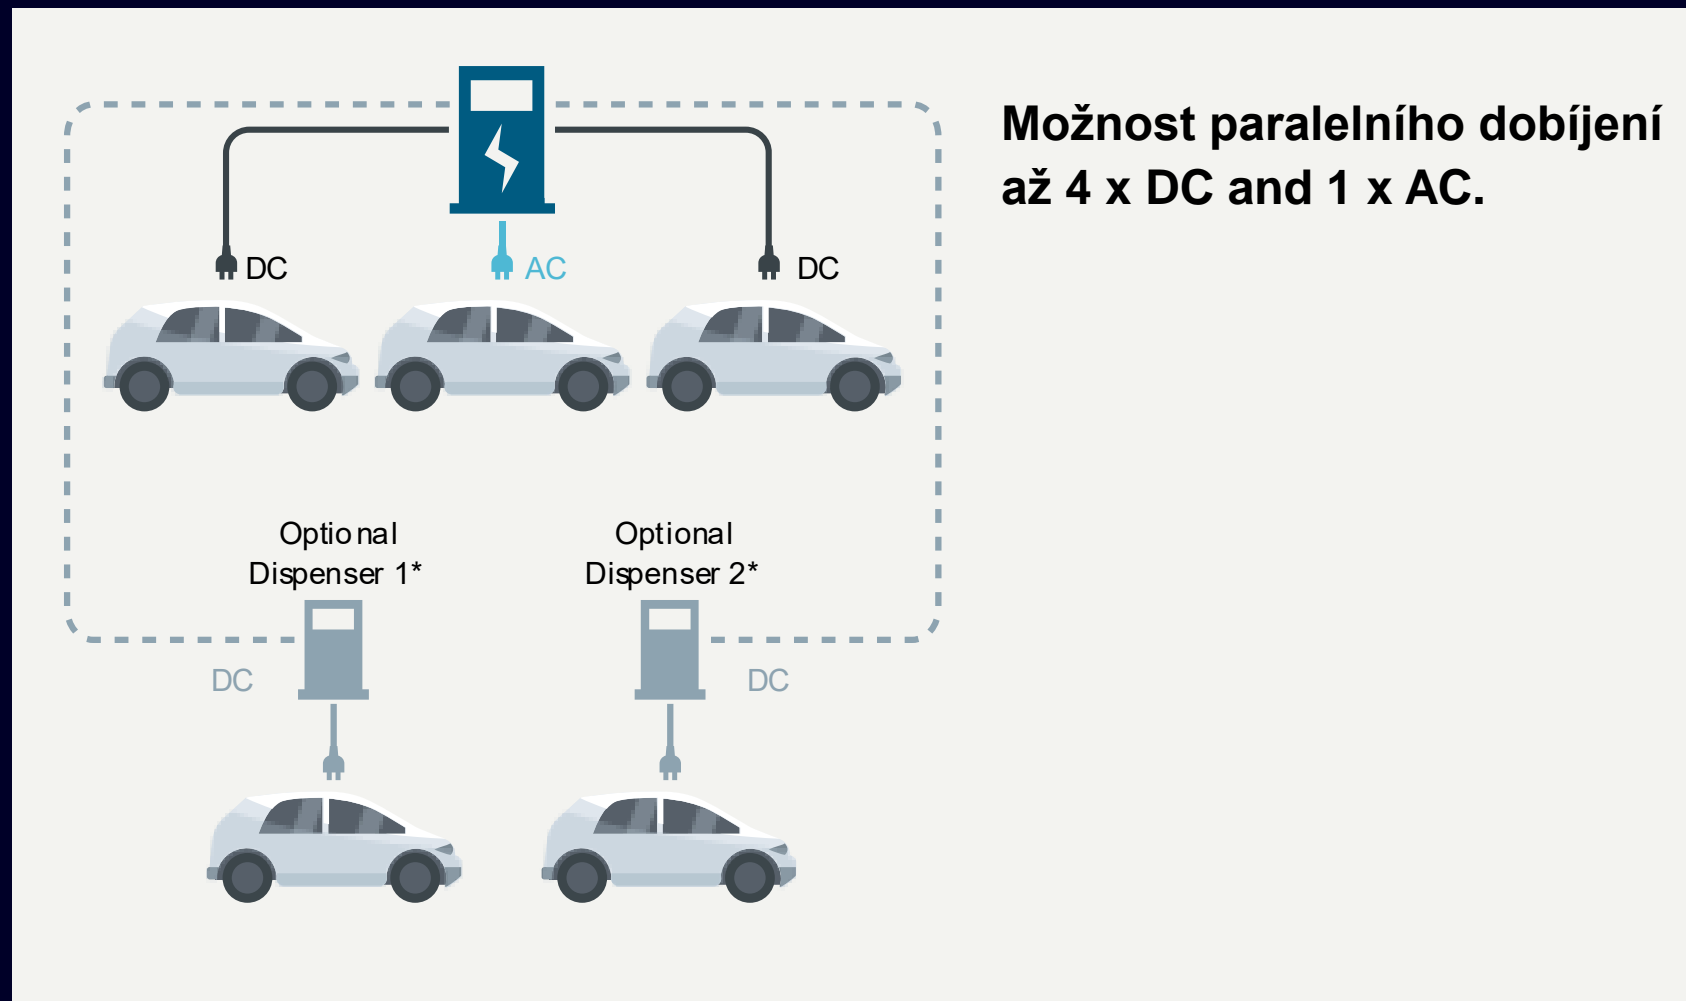 Možnost paralelního dobíjení
až 4 x DC and 1 x AC.
DC
AC
DC
Optional
Dispenser 1*
Optional
Dispenser 2*
DC
DC